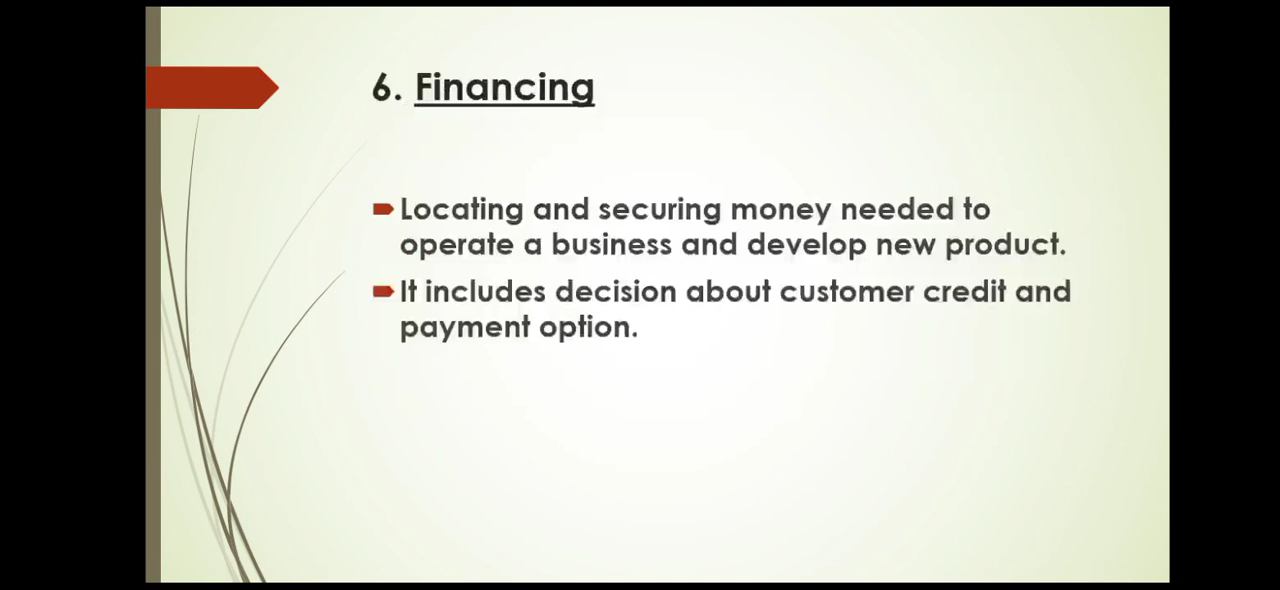 6. Financing
Locating and securing money needed to
operate a business and develop new product.
It includes decision about customer credit and
payment option.